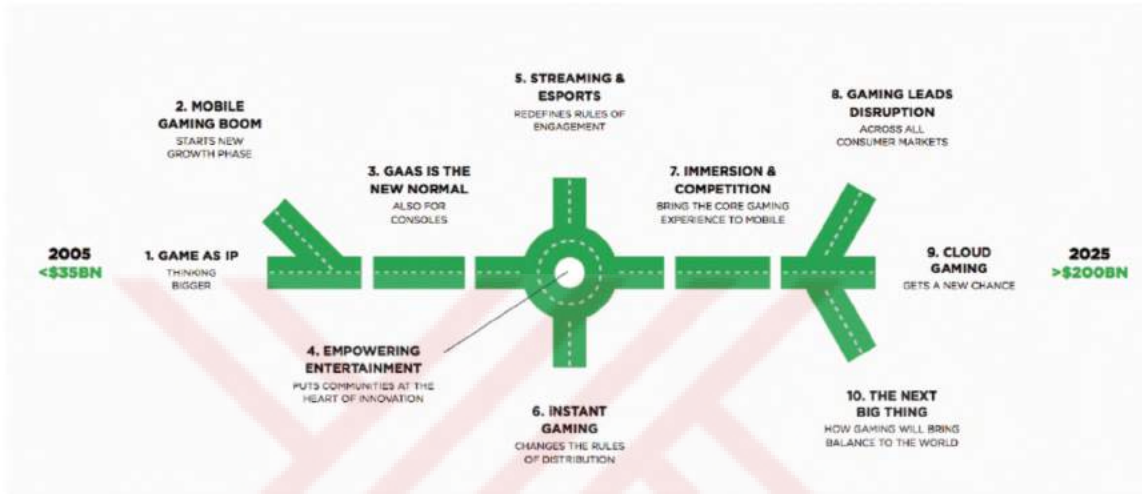 2005
<$35BN
1. GAME AS IP
THINKING
BIGGER
2. MOBILE
GAMING BOOM
STARTS NEW
GROWTH PHASE
3. GAAS IS THE
NEW NORMAL
ALSO FOR
CONSOLES
4. EMPOWERING
ENTERTAINMENT
PUTS COMMUNITIES AT THE
HEART OF INNOVATION
5. STREAMING &
ESPORTS
REDEFINES RULES OF
ENGAGEMENT
6. INSTANT
GAMING
CHANGES THE RULES
OF DISTRIBUTION
7. IMMERSION &
COMPETITION
BRING THE CORE GAMING
EXPERIENCE TO MOBILE
8. GAMING LEADS
DISRUPTION
ACROSS ALL
CONSUMER MARKETS
9. CLOUD
GAMING
GETS A NEW CHANCE
10. THE NEXT
BIG THING
HOW GAMING WILL BRING
BALANCE TO THE WORLD
2025
>$200BN